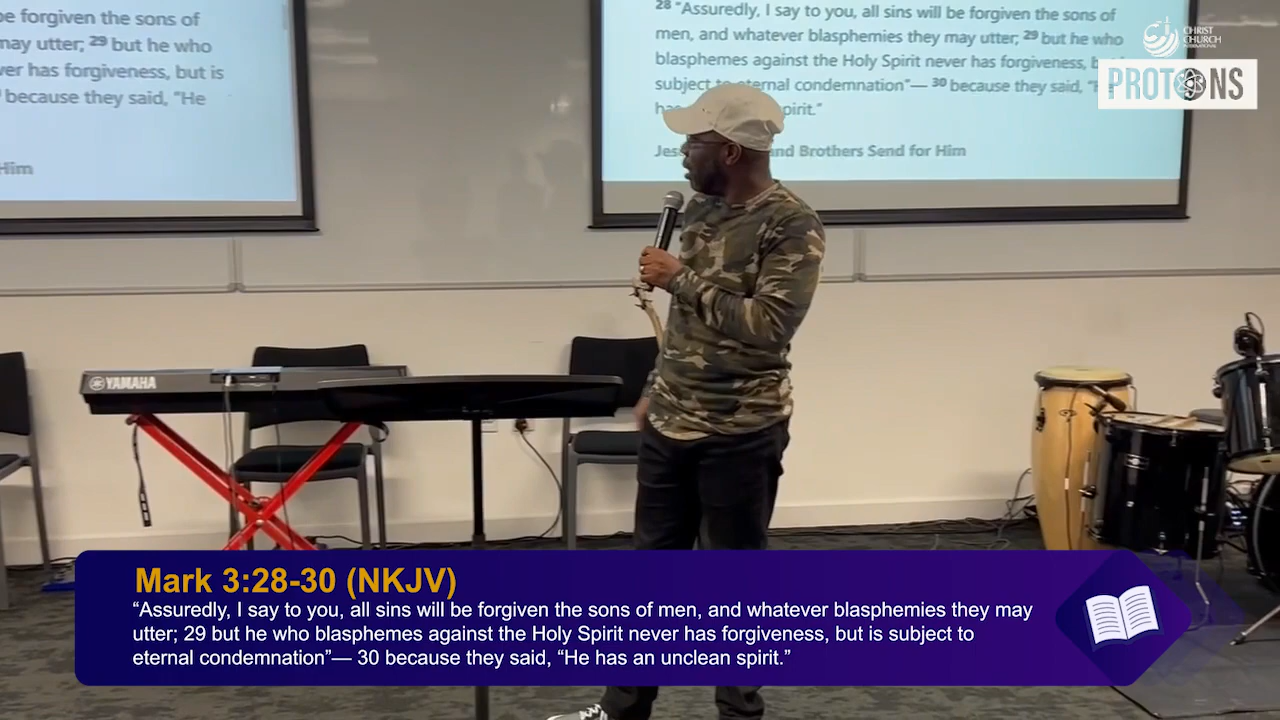 be forgiven the sons of
may utter; 29 but he who
ver has forgiveness, but is
because they said, "He
Him
28 "Assuredly, I say to you, all sins will be forgiven the sons of
men, and whatever blasphemies they may utter; 29 but he who
blasphemies against the Holy Spirit never has forgiveness, b
subject to eternal condemnation"— 30 because they said, "H
ha pirit."
Jes and Brothers Send for Him
CHRIST
CHURCH
INTERNATIONAL
PROTONS
YAMAHA
Mark 3:28-30 (NKJV)
“Assuredly, I say to you, all sins will be forgiven the sons of men, and whatever blasphemies they may
utter; 29 but he who blasphemes against the Holy Spirit never has forgiveness, but is subject to
eternal condemnation”— 30 because they said, “He has an unclean spirit.”